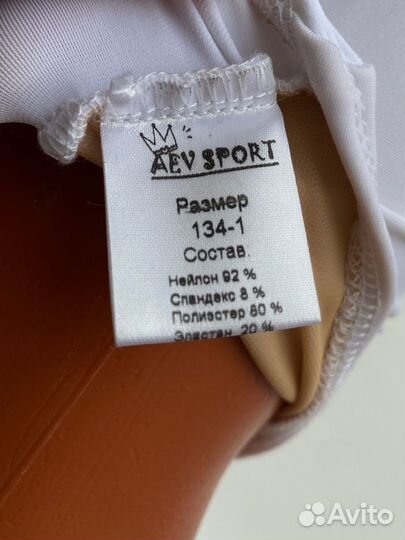 AEV SPORT
Размер
134-1
Состав.
Нейлон 92 %
Спандекс 8 %
Полиэстер 80 %
Эластан 20 %
Avito